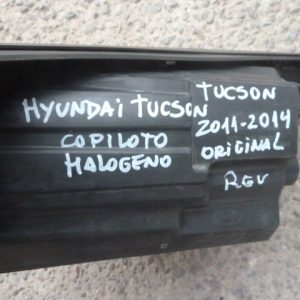 HYUNDAi TUCSON
COPILOTO
HALOGENO
TUCSON
2011-2014
ORIGINAL
RGV